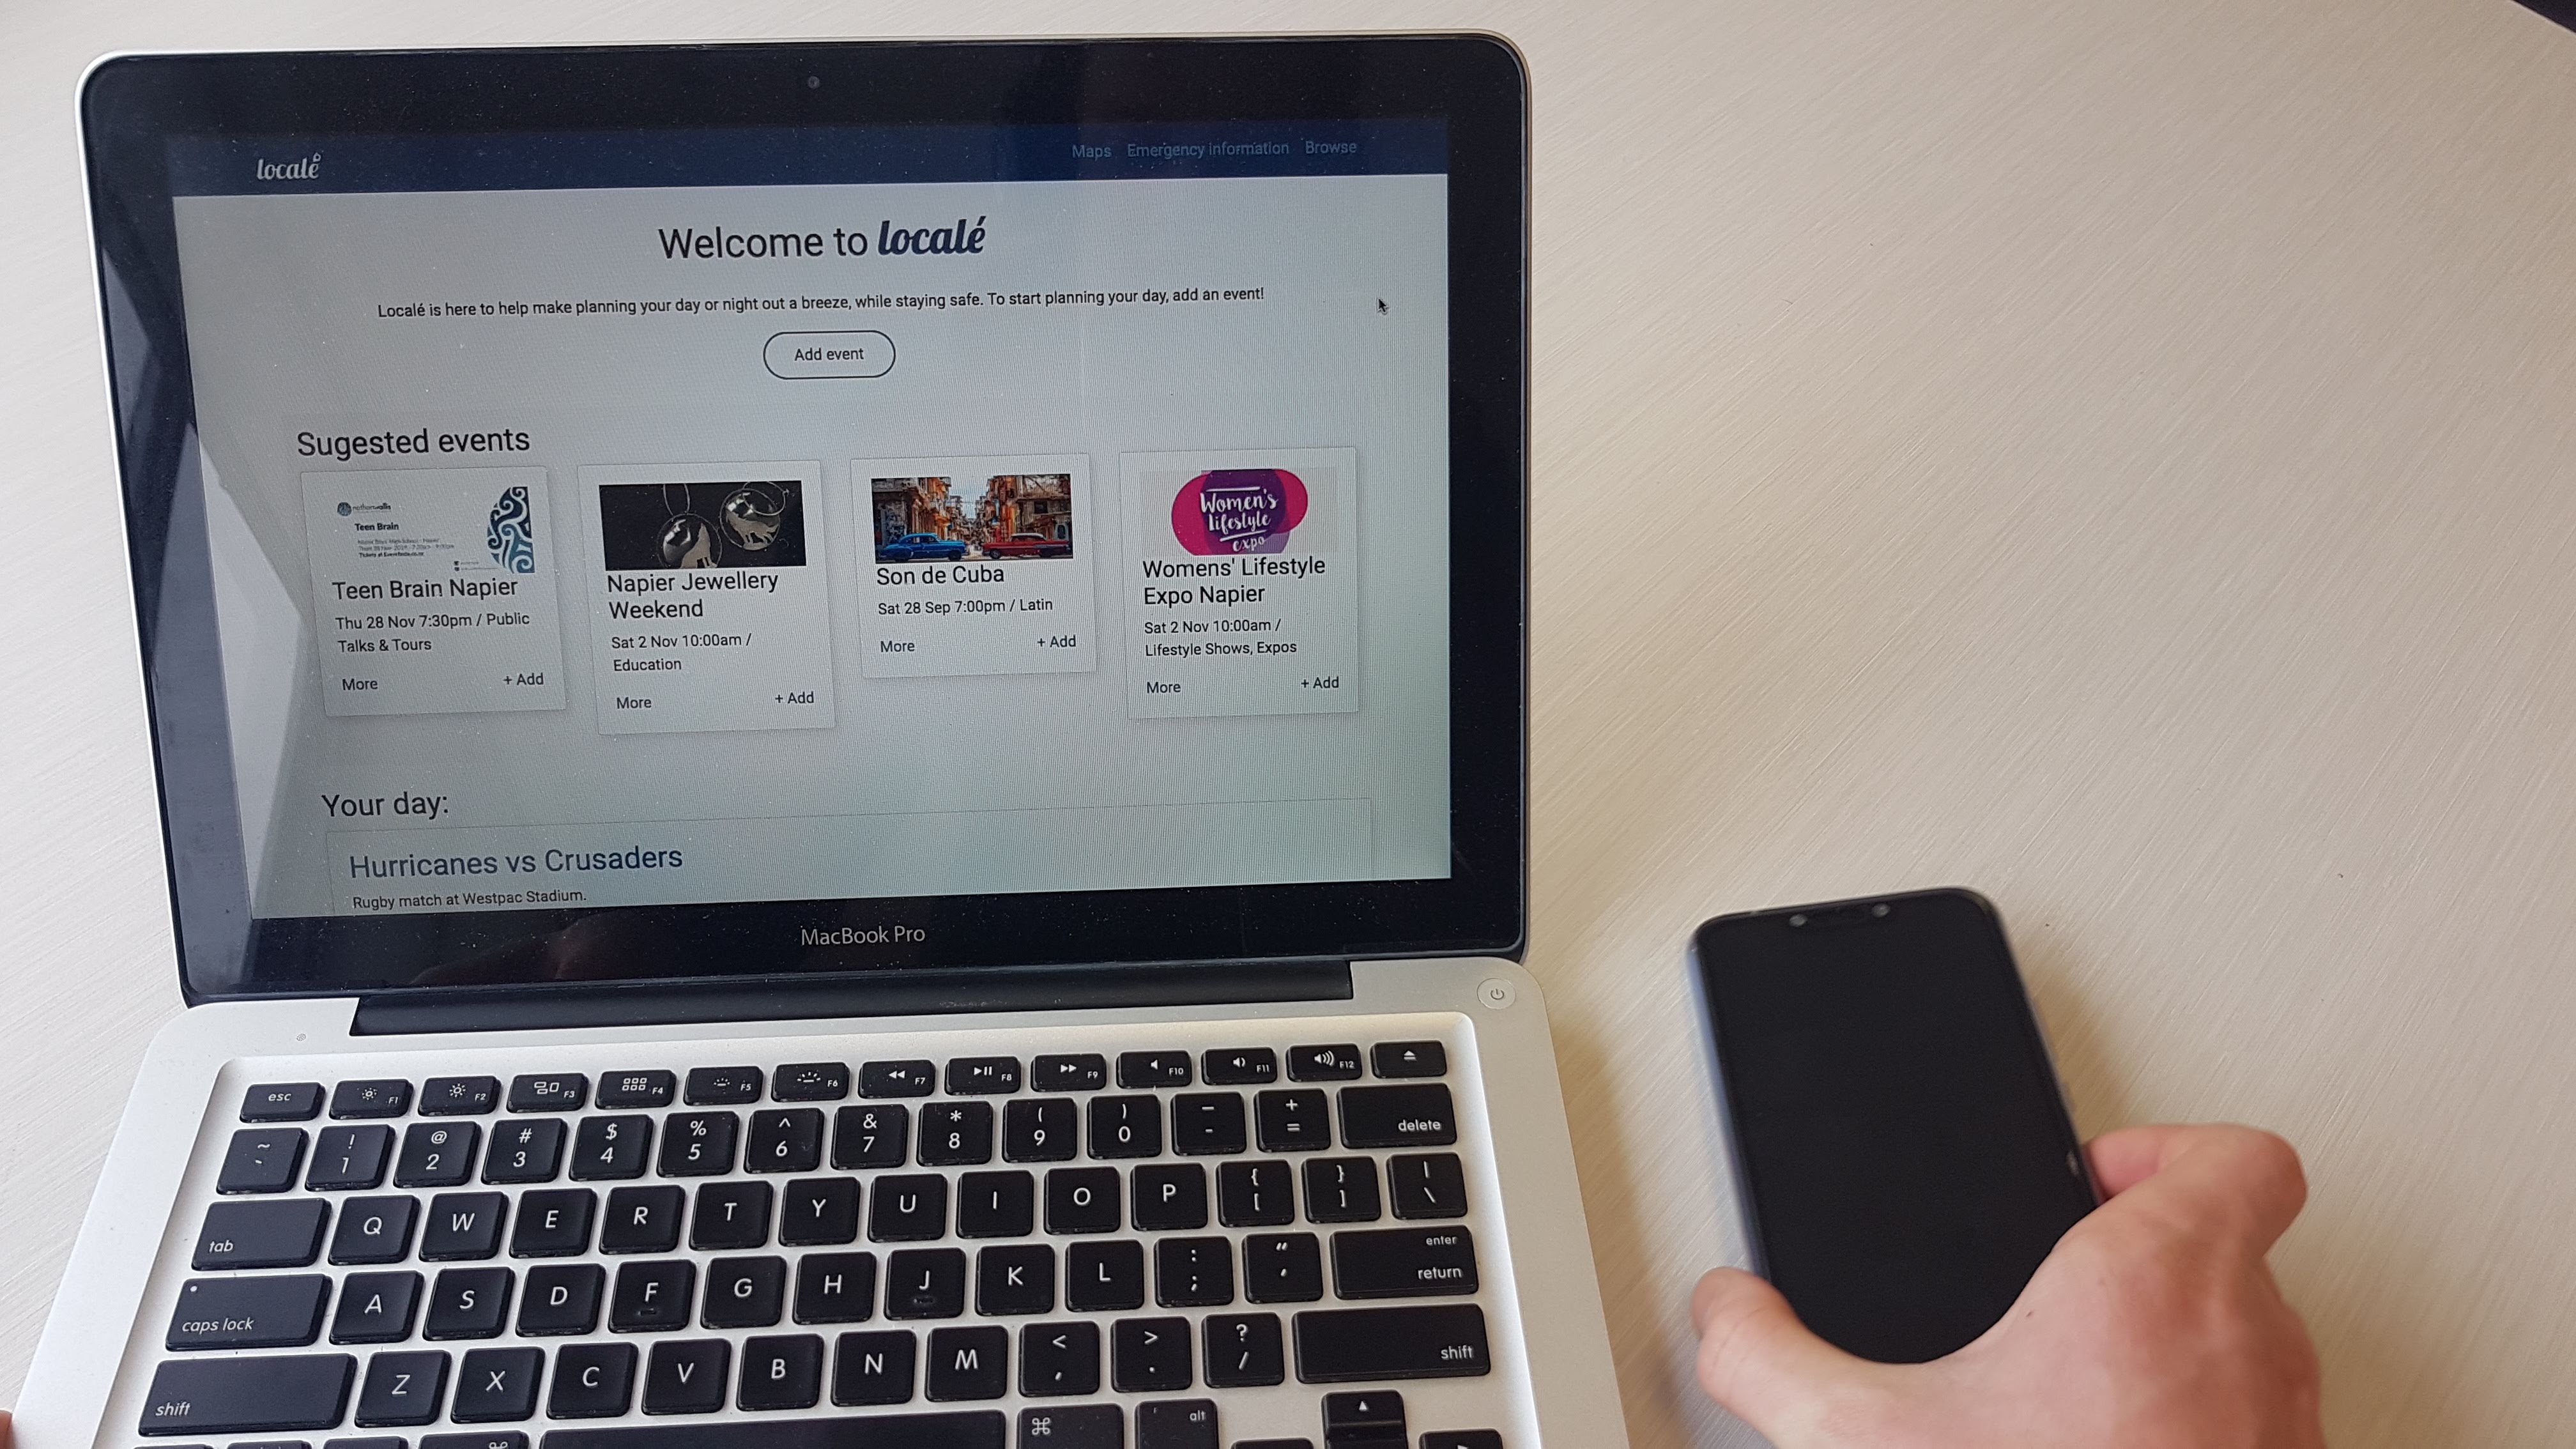 localé
Maps Emergency information Browse
Welcome to localé
Localé is here to help make planning your day or night out a breeze, while staying safe. To start planning your day, add an event!
Add event
Sugested events
Teen Brain
Teen Brain Napier
Thu 28 Nov 7:30pm / Public
Talks & Tours
More + Add
Napier Jewellery
Weekend
Sat 2 Nov 10:00am /
Education
More + Add
Son de Cuba
Sat 28 Sep 7:00pm / Latin
More + Add
Women's
lifestyle
expo
Womens' Lifestyle
Expo Napier
Sat 2 Nov 10:00am /
Lifestyle Shows, Expos
More + Add
Your day:
Hurricanes vs Crusaders
Rugby match at Westpac Stadium.
MacBook Pro
esc F1 F2 F3 F4 F5 F6 F7 F8 F9 F10 F11 F12
~ ! @ # $ % ^ & * ( ) _ +
` 1 2 3 4 5 6 7 8 9 0 - = delete
tab Q W E R T Y U I O P { [ } ] | \
caps lock A S D F G H J K L : ; " ' enter return
shift Z X C V B N M < , > . ? / shift
⌘ alt